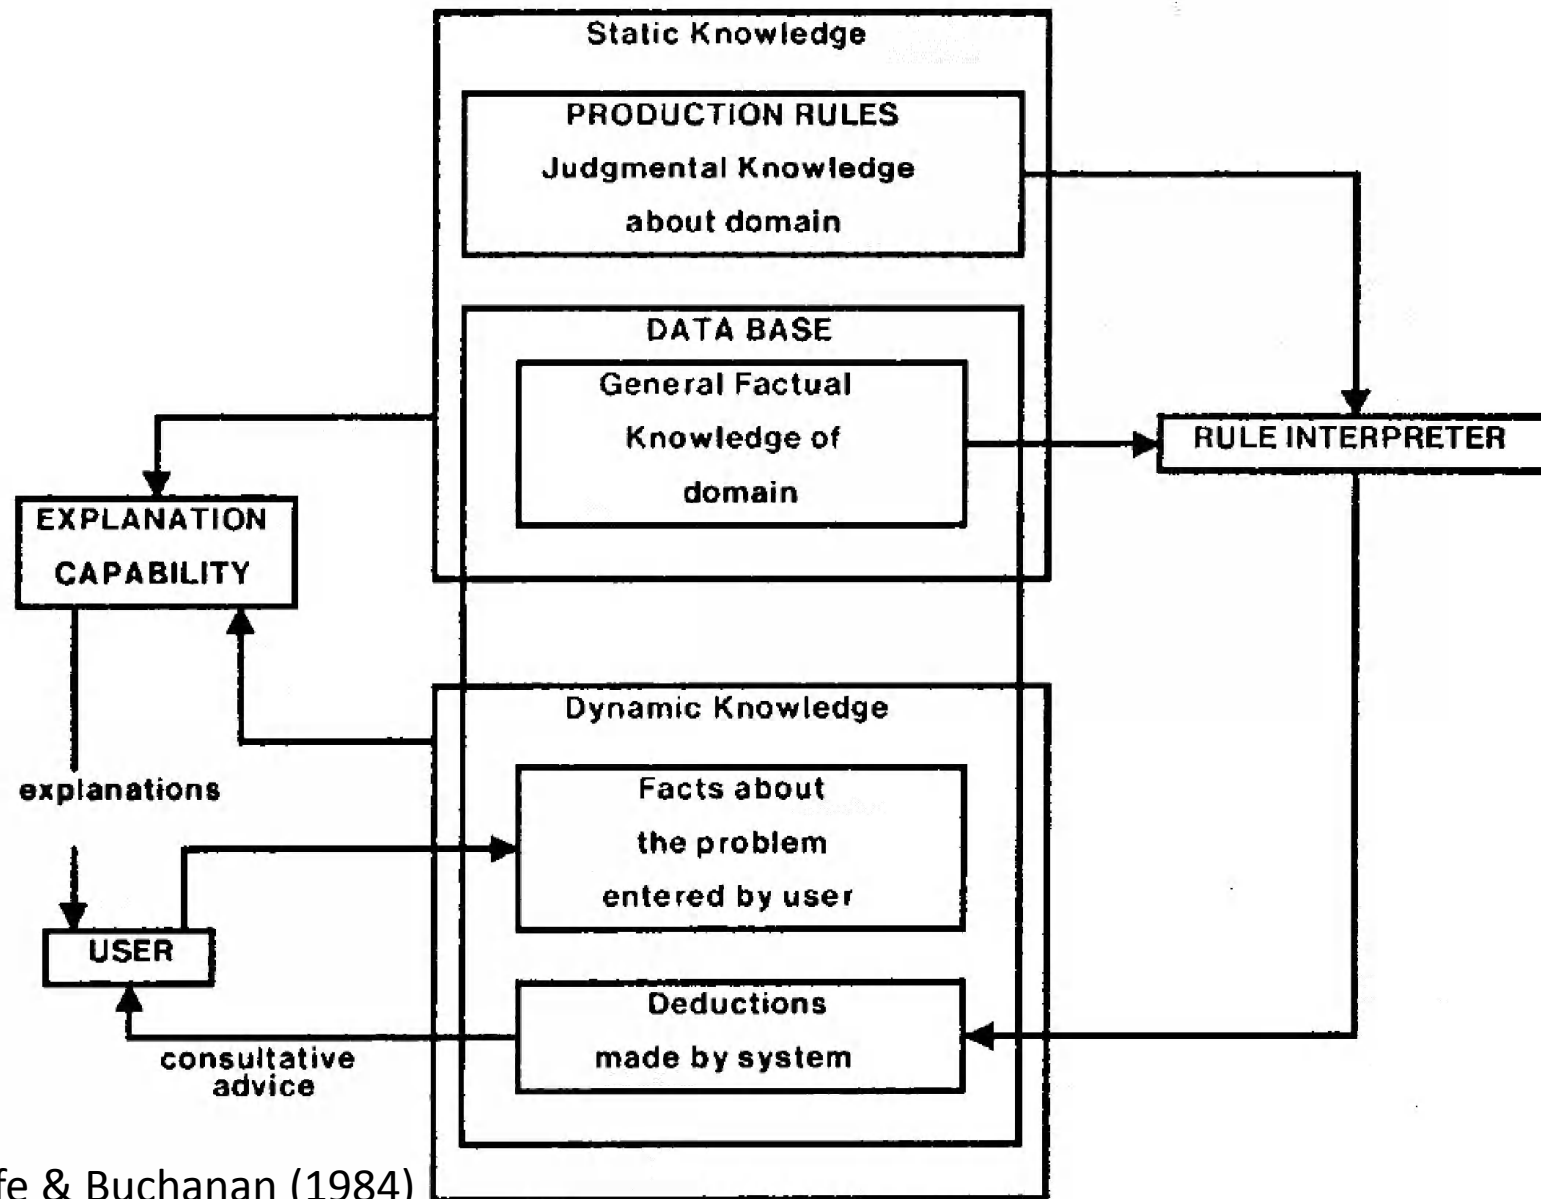 Static Knowledge
PRODUCTION RULES
Judgmental Knowledge
about domain
DATA BASE
General Factual
Knowledge of
domain
RULE INTERPRETER
EXPLANATION
CAPABILITY
Dynamic Knowledge
explanations
Facts about
the problem
entered by user
USER
Deductions
made by system
consultative
advice
& Buchanan (1984)